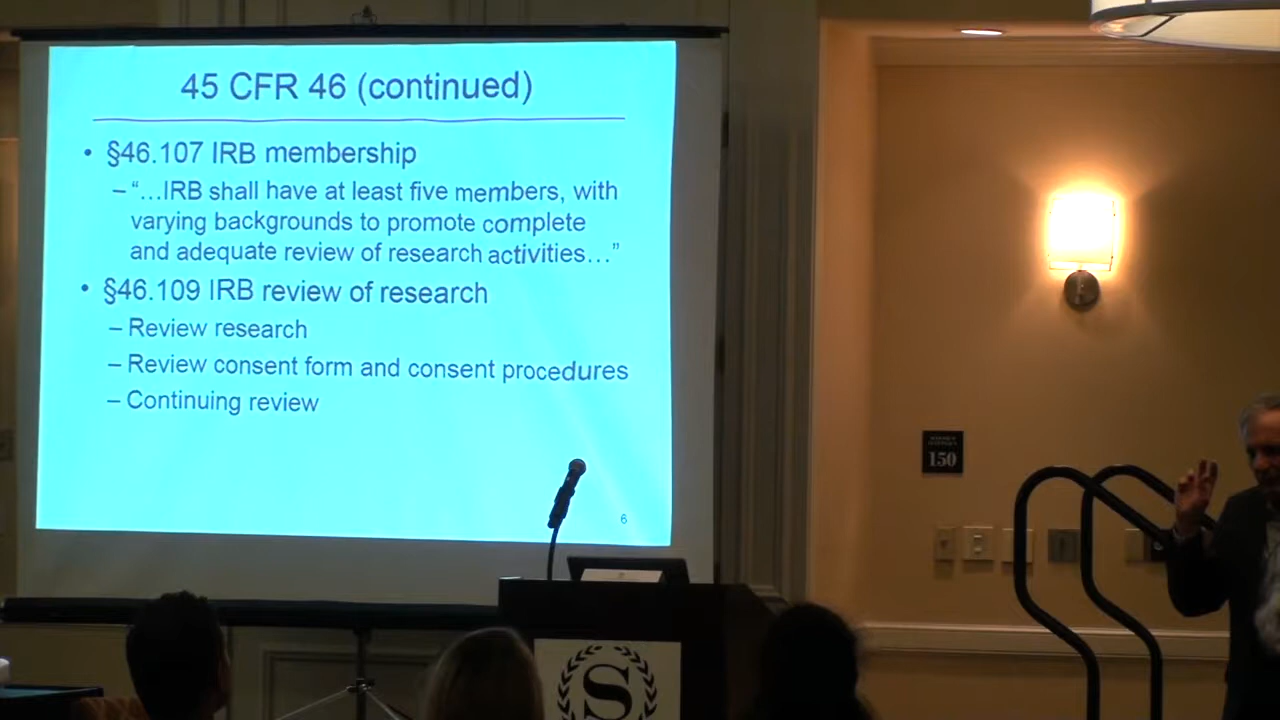 45 CFR 46 (continued)
• §46.107 IRB membership
– “…IRB shall have at least five members, with
varying backgrounds to promote complete
and adequate review of research activities…”
• §46.109 IRB review of research
– Review research
– Review consent form and consent procedures
– Continuing review
6
150
S